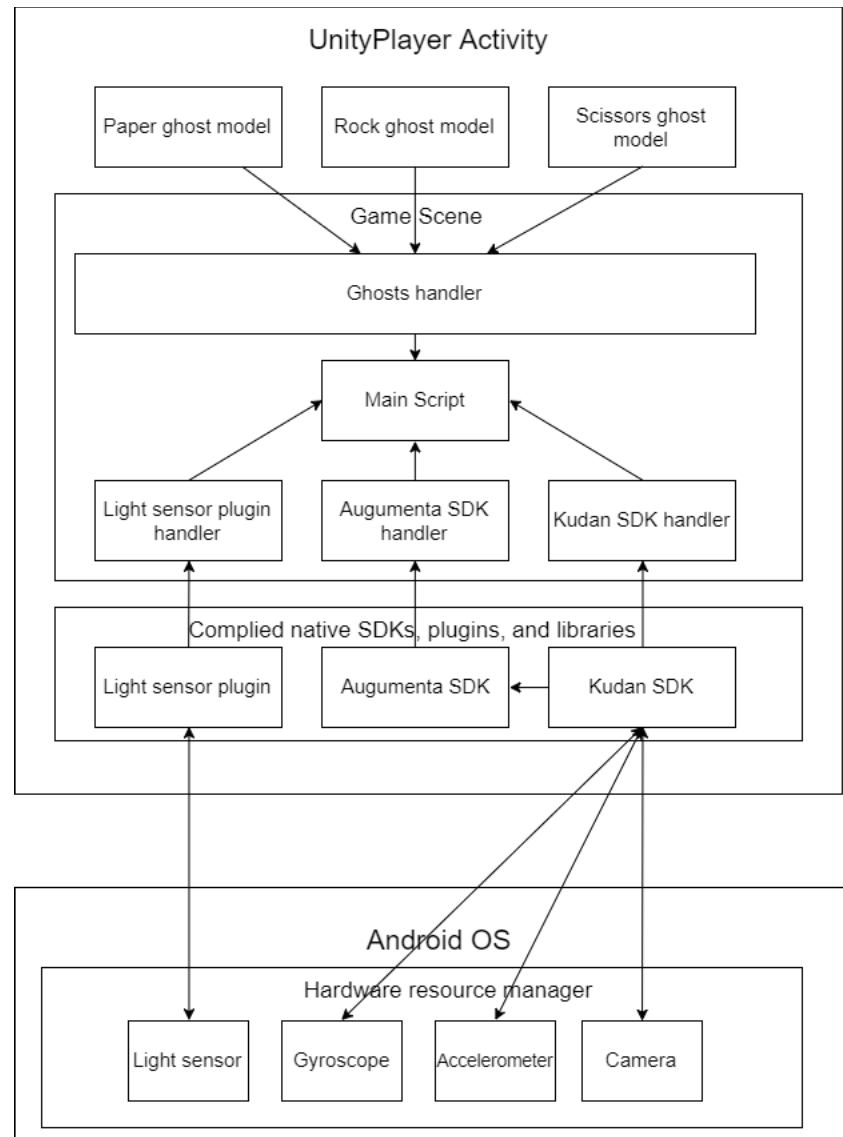 UnityPlayer Activity
Paper ghost model
Rock ghost model
Scissors ghost
model
Game Scene
Ghosts handler
Main Script
Light sensor plugin
handler
Augumenta SDK
handler
Kudan SDK handler
Complied native SDKs, plugins, and libraries
Light sensor plugin
Augumenta SDK
Kudan SDK
Android OS
Hardware resource manager
Light sensor
Gyroscope
Accelerometer
Camera